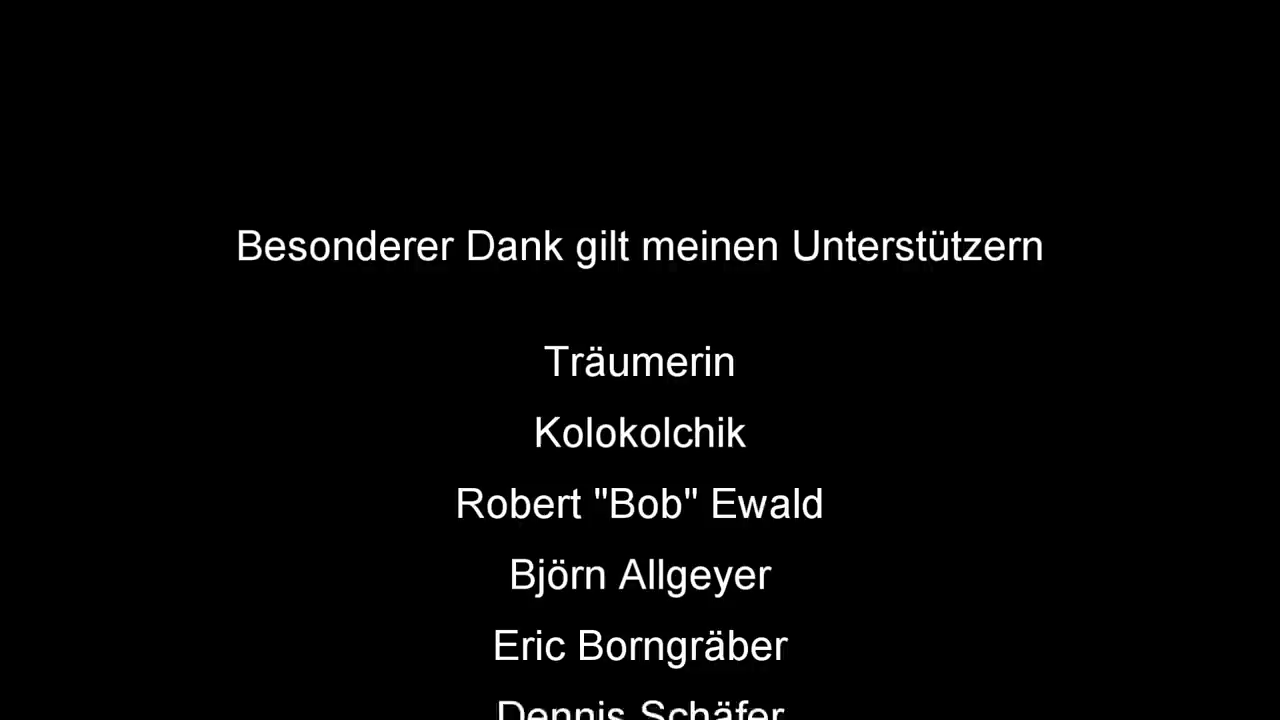 Besonderer Dank gilt meinen Unterstützern
Träumerin
Kolokolchik
Robert "Bob" Ewald
Björn Allgeyer
Eric Borngräber
Dennis Schäfer